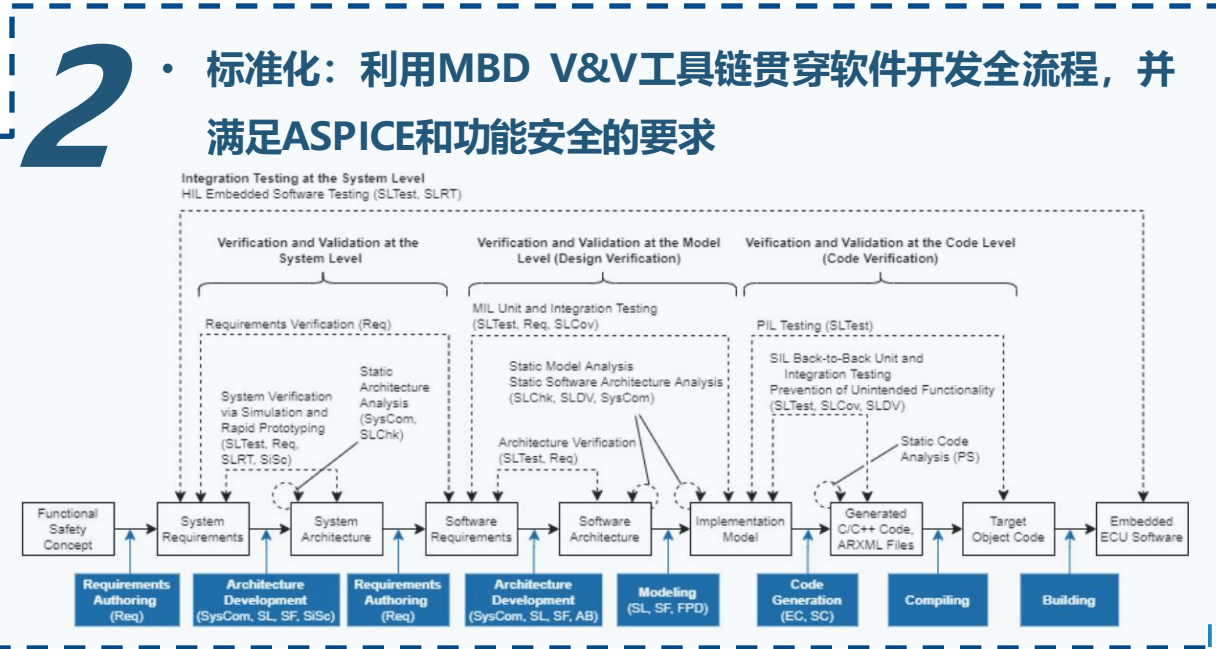 2
• 标准化：利用MBD V&V工具链贯穿软件开发全流程，并
满足ASPICE和功能安全的要求
Integration Testing at the System Level
HIL Embedded Software Testing (SLTest, SLRT)
Verification and Validation at the
System Level
Verification and Validation at the Model
Level (Design Verification)
Veification and Validation at the Code Level
(Code Verification)
MIL Unit and Integration Testing
(SLTest, Req, SLCov)
Requirements Verification (Req)
PIL Testing (SLTest)
SIL Back-to-Back Unit and
Integration Testing
Prevention of Unintended Functionality
(SLTest, SLCov, SLDV)
Static
Architecture
Analysis
(SysCom,
SLChk)
Static Model Analysis
Static Software Architecture Analysis
(SLChk, SLDV, SysCom)
System Verification
via Simulation and
Rapid Prototyping
(SLTest, Req,
SLRT, SiSc)
Architecture Verification
(SLTest, Req)
Static Code
Analysis (PS)
Functional
Safety
Concept
System
Requirements
System
Architecture
Software
Requirements
Software
Architecture
Implementation
Model
Generated
C/C++ Code,
ARXML Files
Target
Object Code
Embedded
ECU Software
Requirements
Authoring
(Req)
Architecture
Development
(SysCom, SL, SF, SiSc)
Requirements
Authoring
(Req)
Architecture
Development
(SysCom, SL, SF, AB)
Modeling
(SL, SF, FPD)
Code
Generation
(EC, SC)
Compiling
Building